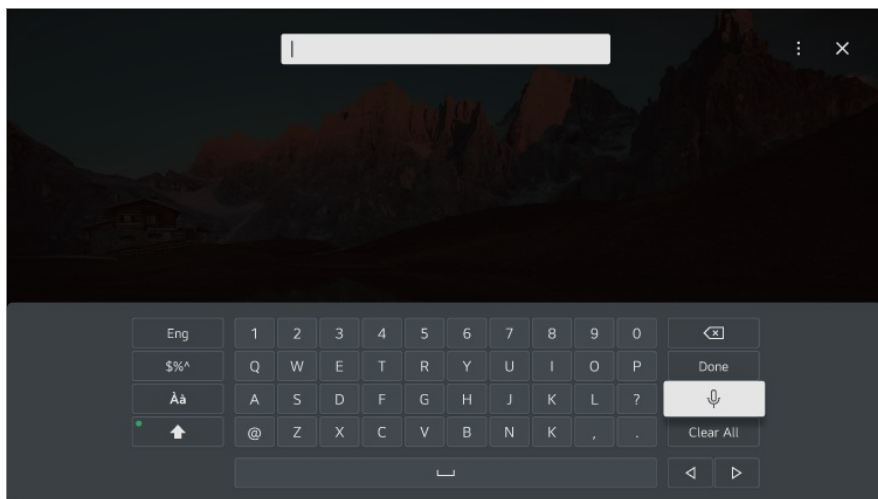 Eng 1 2 3 4 5 6 7 8 9 0
$%^ Q W E T R Y U I O P Done
Àà A S D F G H J K L ?
@ Z X C V B N K , . Clear All